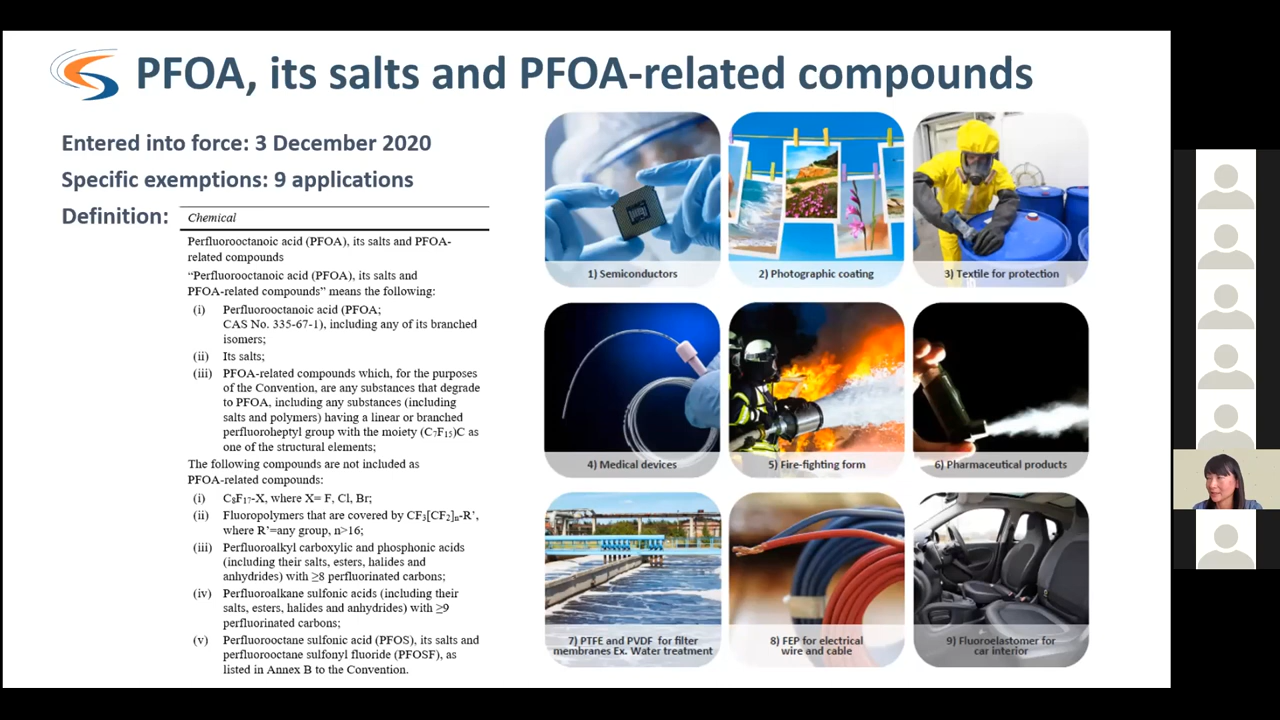 PFOA, its salts and PFOA-related compounds
Entered into force: 3 December 2020
Specific exemptions: 9 applications
Definition:
Chemical
Perfluorooctanoic acid (PFOA), its salts and PFOA-
related compounds
“Perfluorooctanoic acid (PFOA), its salts and
PFOA-related compounds” means the following:
(i) Perfluorooctanoic acid (PFOA;
CAS No. 335-67-1), including any of its branched
isomers;
(ii) Its salts;
(iii) PFOA-related compounds which, for the purposes
of the Convention, are any substances that degrade
to PFOA, including any substances (including
salts and polymers) having a linear or branched
perfluoroheptyl group with the moiety (C₇F₁₅)C as
one of the structural elements;
The following compounds are not included as
PFOA-related compounds:
(i) C₈F₁₇-X, where X= F, Cl, Br;
(ii) Fluoropolymers that are covered by CF₃[CF₂]ₙ-R’,
where R’=any group, n>16;
(iii) Perfluoroalkyl carboxylic and phosphonic acids
(including their salts, esters, halides and
anhydrides) with ≥8 perfluorinated carbons;
(iv) Perfluoroalkane sulfonic acids (including their
salts, esters, halides and anhydrides) with ≥9
perfluorinated carbons;
(v) Perfluorooctane sulfonic acid (PFOS), its salts and
perfluorooctane sulfonyl fluoride (PFOSF), as
listed in Annex B to the Convention.
1) Semiconductors
2) Photographic coating
3) Textile for protection
4) Medical devices
5) Fire-fighting form
6) Pharmaceutical products
7) PTFE and PVDF for filter
membranes Ex. Water treatment
8) FEP for electrical
wire and cable
9) Fluoroelastomer for
car interior